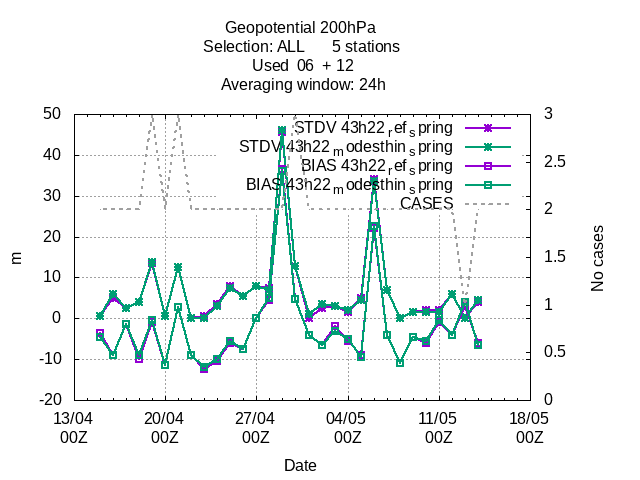 Geopotential 200hPa
Selection: ALL 5 stations
Used 06 + 12
Averaging window: 24h
STDV 43h22_ref_spring
STDV 43h22_modesthin_spring
BIAS 43h22_ref_spring
BIAS 43h22_modesthin_spring
CASES
50
40
30
20
10
0
-10
-20
m
3
2.5
2
1.5
1
0.5
0
No cases
13/04 20/04 27/04 04/05 11/05 18/05
00Z 00Z 00Z 00Z 00Z 00Z
Date